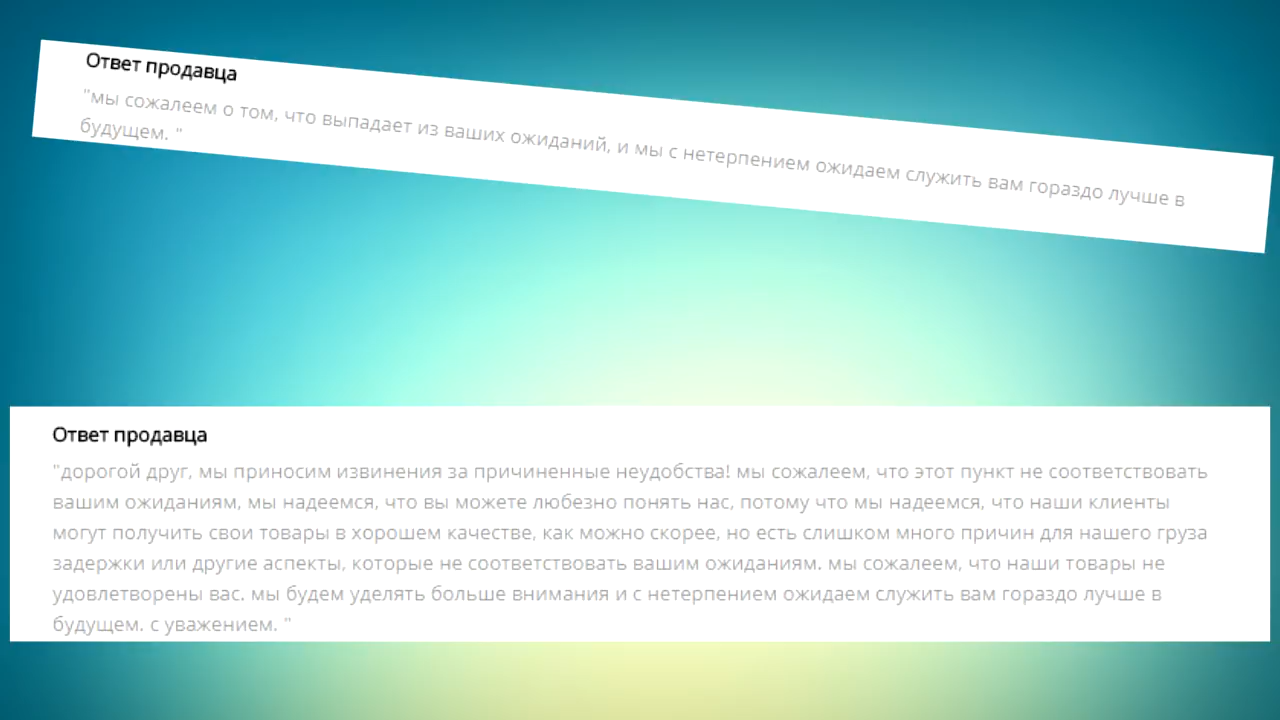 Ответ продавца
"мы сожалеем о том, что выпадает из ваших ожиданий, и мы с нетерпением ожидаем служить вам гораздо лучше в
будущем. "
Ответ продавца
"дорогой друг, мы приносим извинения за причиненные неудобства! мы сожалеем, что этот пункт не соответствовать
вашим ожиданиям, мы надеемся, что вы можете любезно понять нас, потому что мы надеемся, что наши клиенты
могут получить свои товары в хорошем качестве, как можно скорее, но есть слишком много причин для нашего груза
задержки или другие аспекты, которые не соответствовать вашим ожиданиям. мы сожалеем, что наши товары не
удовлетворены вас. мы будем уделять больше внимания и с нетерпением ожидаем служить вам гораздо лучше в
будущем. с уважением. "